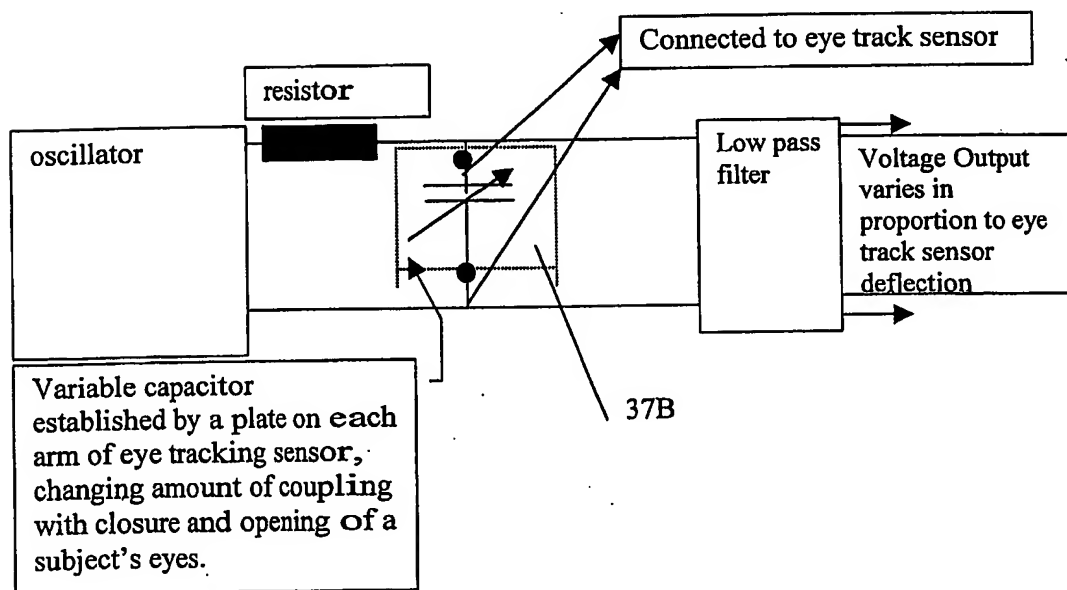 Connected to eye track sensor
resistor
oscillator
Low pass
filter
Voltage Output
varies in
proportion to eye
track sensor
deflection
Variable capacitor
established by a plate on each
arm of eye tracking sensor,
changing amount of coupling
with closure and opening of a
subject's eyes.
37B